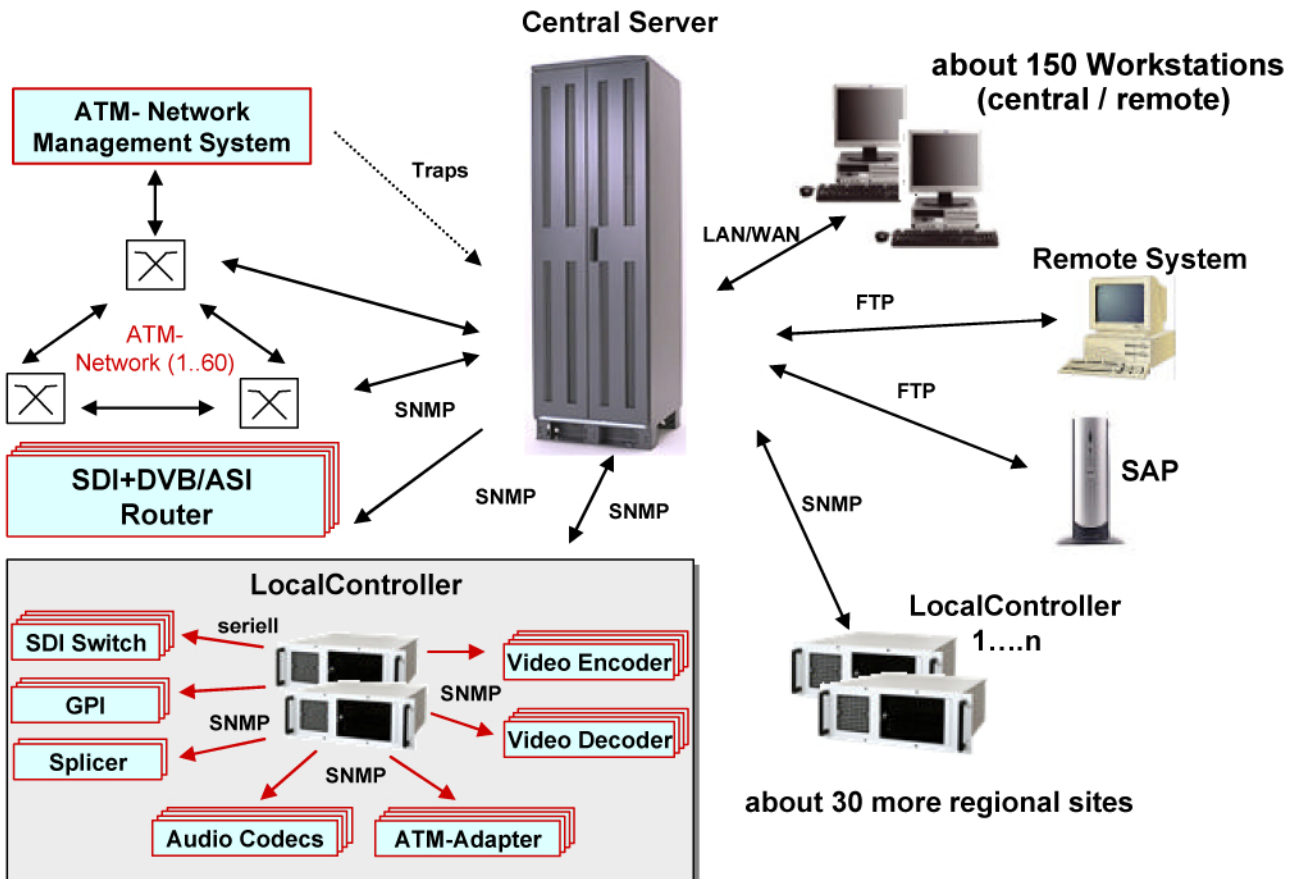 Central Server
about 150 Workstations
(central / remote)
ATM- Network
Management System
Traps
LAN/WAN
Remote System
FTP
ATM-
Network (1..60)
SNMP
FTP
SDI+DVB/ASI
Router
SAP
SNMP
SNMP
SNMP
LocalController
1....n
about 30 more regional sites
LocalController
seriell
SDI Switch
Video Encoder
GPI
SNMP
SNMP
Video Decoder
Splicer
SNMP
Audio Codecs
ATM-Adapter